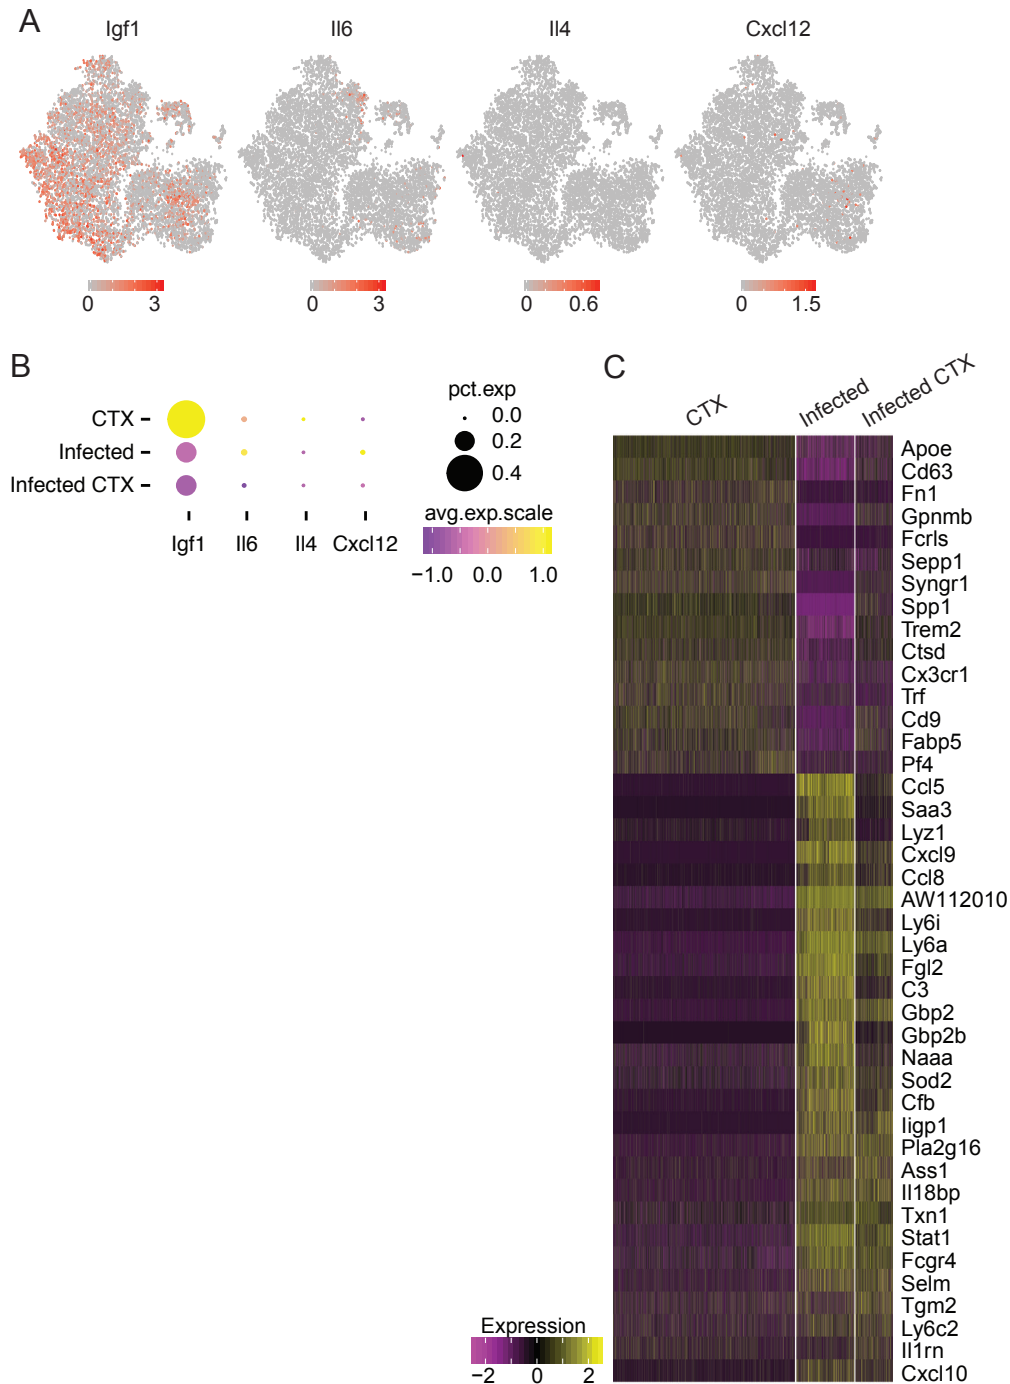 A
Igf1 Il6 Il4 Cxcl12
0 3 0 3 0 0.6 0 1.5
B
CTX
Infected
Infected CTX
Igf1 Il6 Il4 Cxcl12
pct.exp
0.0
0.2
0.4
avg.exp.scale
−1.0 0.0 1.0
C
CTX Infected Infected CTX
Apoe
Cd63
Fn1
Gpnmb
Fcrls
Sepp1
Syngr1
Spp1
Trem2
Ctsd
Cx3cr1
Trf
Cd9
Fabp5
Pf4
Ccl5
Saa3
Lyz1
Cxcl9
Ccl8
AW112010
Ly6i
Ly6a
Fgl2
C3
Gbp2
Gbp2b
Naaa
Sod2
Cfb
Iigp1
Pla2g16
Ass1
Il18bp
Txn1
Stat1
Fcgr4
Selm
Tgm2
Ly6c2
Il1rn
Cxcl10
Expression
−2 0 2